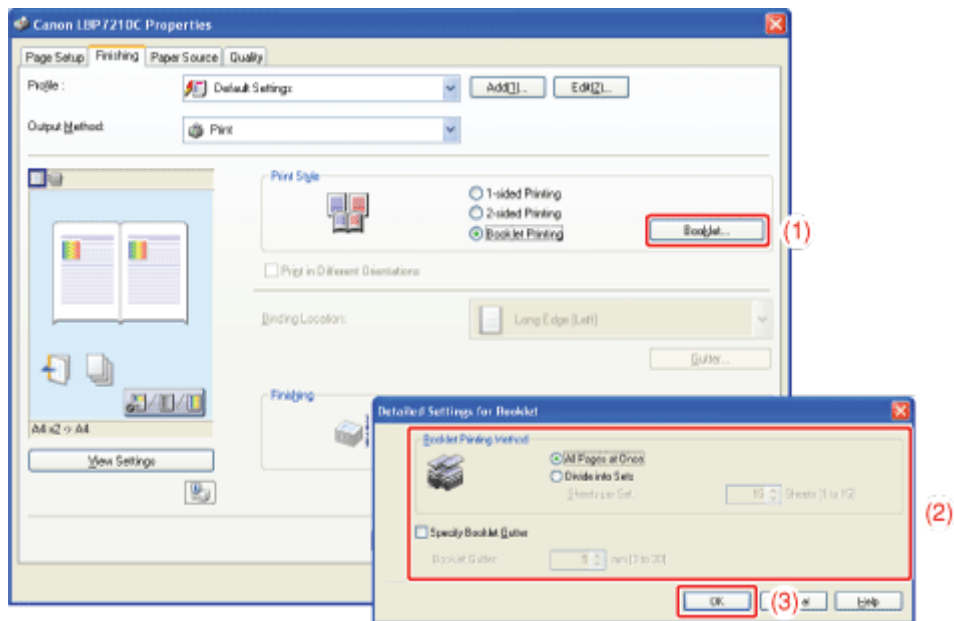 Canon LBP7210C Properties
Page Setup Finishing Paper Source Quality
Profile : Default Settings Add(1)... Edit(2)...
Output Method: Print
Print Style
1-sided Printing
2-sided Printing
Booklet Printing
Booklet... (1)
Print in Different Orientations
Binding Location: Long Edge [Left]
Gutter...
Finishing
A4 x2 -> A4
View Settings
Detailed Settings for Booklet
Booklet Printing Method
All Pages at Once
Divide into Sets
Sheets per Set: 15 Sheets [1 to 15]
(2)
Specify Booklet Gutter
Booklet Gutter: mm [0 to 30]
OK (3) el Help